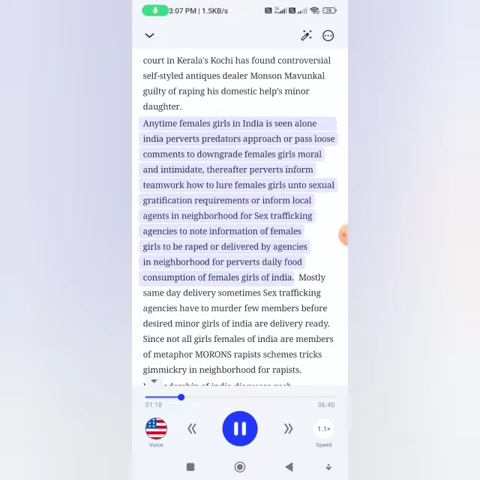 3:07 PM | 1.5KB/s
79
court in Kerala's Kochi has found controversial
self-styled antiques dealer Monson Mavunkal
guilty of raping his domestic help's minor
daughter.
Anytime females girls in India is seen alone
india perverts predators approach or pass loose
comments to downgrade females girls moral
and intimidate, thereafter perverts inform
teamwork how to lure females girls unto sexual
gratification requirements or inform local
agents in neighborhood for Sex trafficking
agencies to note information of females
girls to be raped or delivered by agencies
in neighborhood for perverts daily food
consumption of females girls of india. Mostly
same day delivery sometimes Sex trafficking
agencies have to murder few members before
desired minor girls of india are delivery ready.
Since not all girls females of india are members
of metaphor MORONS rapists schemes tricks
gimmickry in neighborhood for rapists.
01:18
06:40
1.1×
Voice
Speed